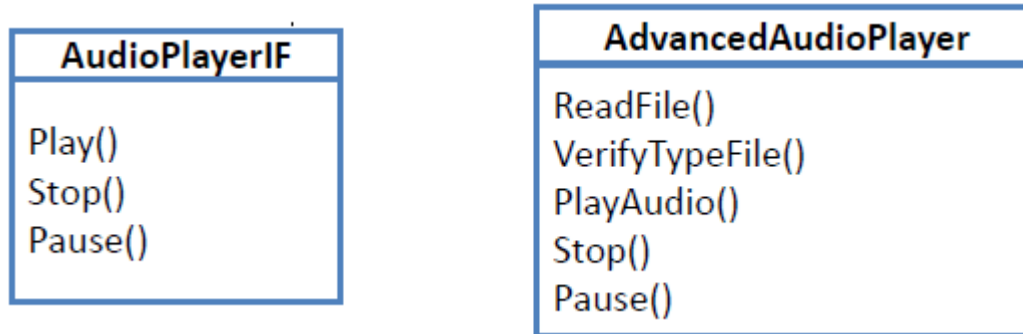 AudioPlayerIF
Play()
Stop()
Pause()
AdvancedAudioPlayer
ReadFile()
VerifyTypeFile()
PlayAudio()
Stop()
Pause()